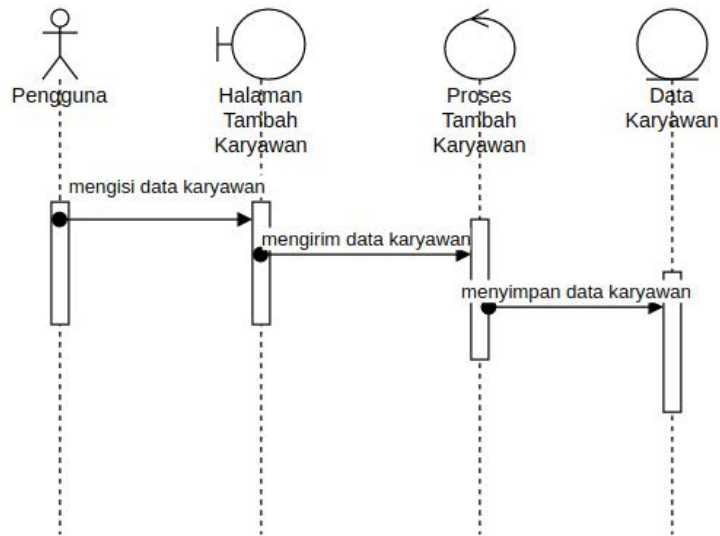 Pengguna
Halaman
Tambah
Karyawan
Proses
Tambah
Karyawan
Data
Karyawan
mengisi data karyawan
mengirim data karyawan
menyimpan data karyawan